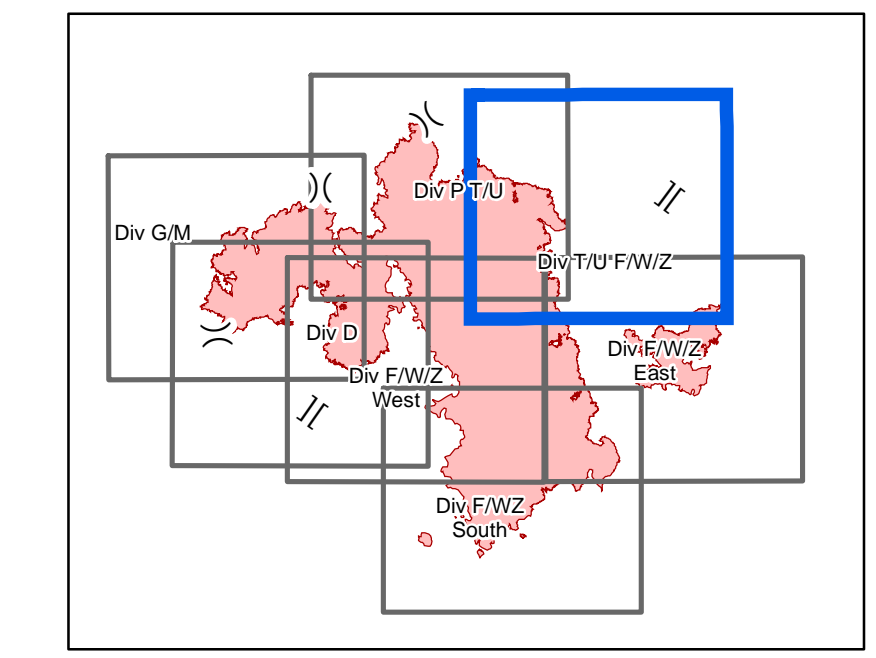 Div P T/U
Div G/M
Div T/U F/W/Z
Div D
Div F/W/Z
East
Div F/W/Z
West
Div F/WZ
South